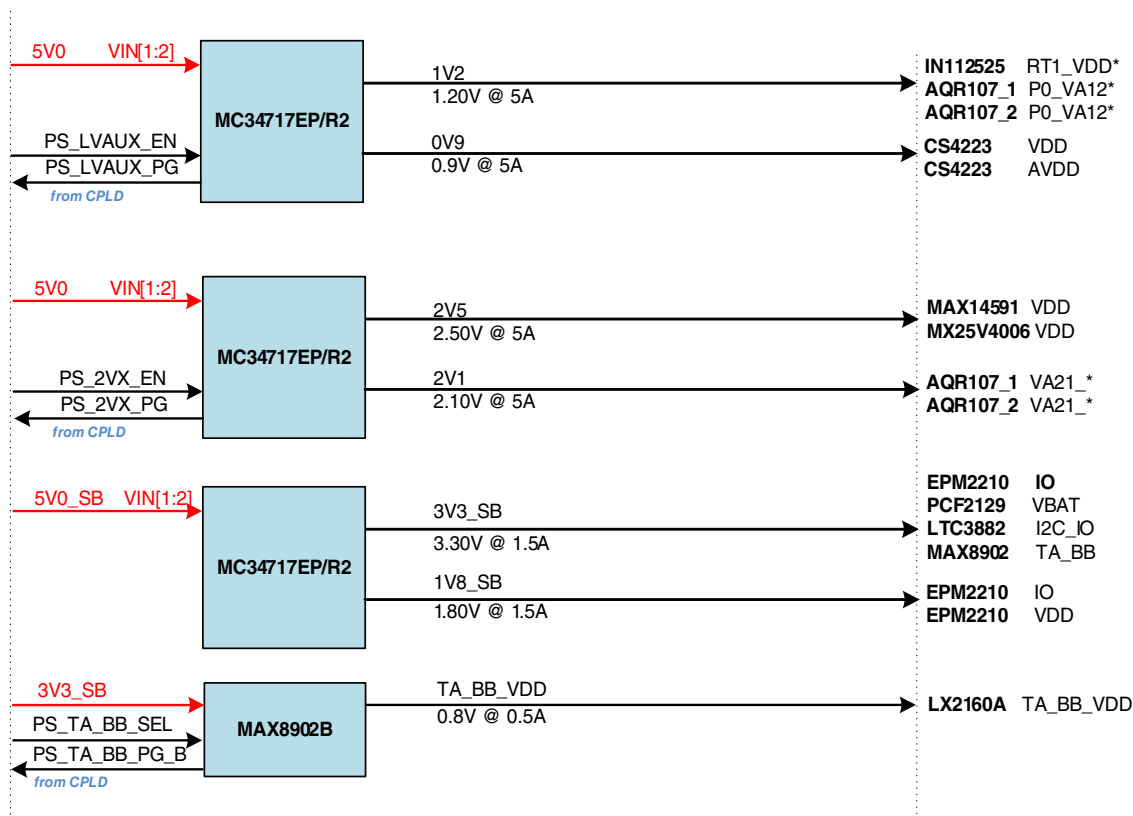 5V0 VIN[1:2]
PS_LVAUX_EN
PS_LVAUX_PG
from CPLD
MC34717EP/R2
1V2
1.20V @ 5A
0V9
0.9V @ 5A
IN112525 RT1_VDD*
AQR107_1 P0_VA12*
AQR107_2 P0_VA12*
CS4223 VDD
CS4223 AVDD
5V0 VIN[1:2]
PS_2VX_EN
PS_2VX_PG
from CPLD
MC34717EP/R2
2V5
2.50V @ 5A
2V1
2.10V @ 5A
MAX14591 VDD
MX25V4006 VDD
AQR107_1 VA21_*
AQR107_2 VA21_*
5V0_SB VIN[1:2]
MC34717EP/R2
3V3_SB
3.30V @ 1.5A
1V8_SB
1.80V @ 1.5A
EPM2210 IO
PCF2129 VBAT
LTC3882 I2C_IO
MAX8902 TA_BB
EPM2210 IO
EPM2210 VDD
3V3_SB
PS_TA_BB_SEL
PS_TA_BB_PG_B
from CPLD
MAX8902B
TA_BB_VDD
0.8V @ 0.5A
LX2160A TA_BB_VDD